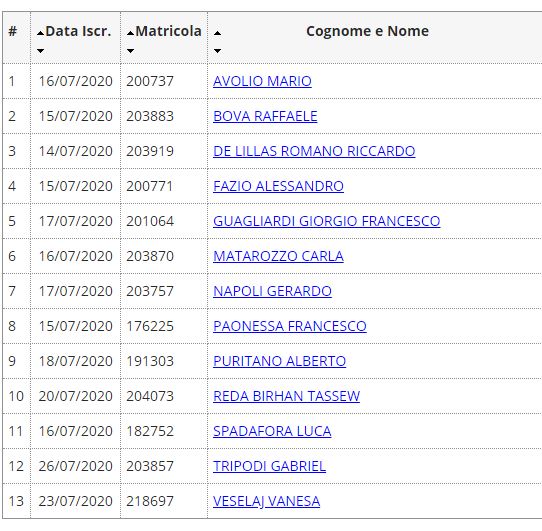 # Data Iscr. Matricola Cognome e Nome
1 16/07/2020 200737 AVOLIO MARIO
2 15/07/2020 203883 BOVA RAFFAELE
3 14/07/2020 203919 DE LILLAS ROMANO RICCARDO
4 15/07/2020 200771 FAZIO ALESSANDRO
5 17/07/2020 201064 GUAGLIARDI GIORGIO FRANCESCO
6 16/07/2020 203870 MATAROZZO CARLA
7 17/07/2020 203757 NAPOLI GERARDO
8 15/07/2020 176225 PAONESSA FRANCESCO
9 18/07/2020 191303 PURITANO ALBERTO
10 20/07/2020 204073 REDA BIRHAN TASSEW
11 16/07/2020 182752 SPADAFORA LUCA
12 26/07/2020 203857 TRIPODI GABRIEL
13 23/07/2020 218697 VESELAJ VANESA